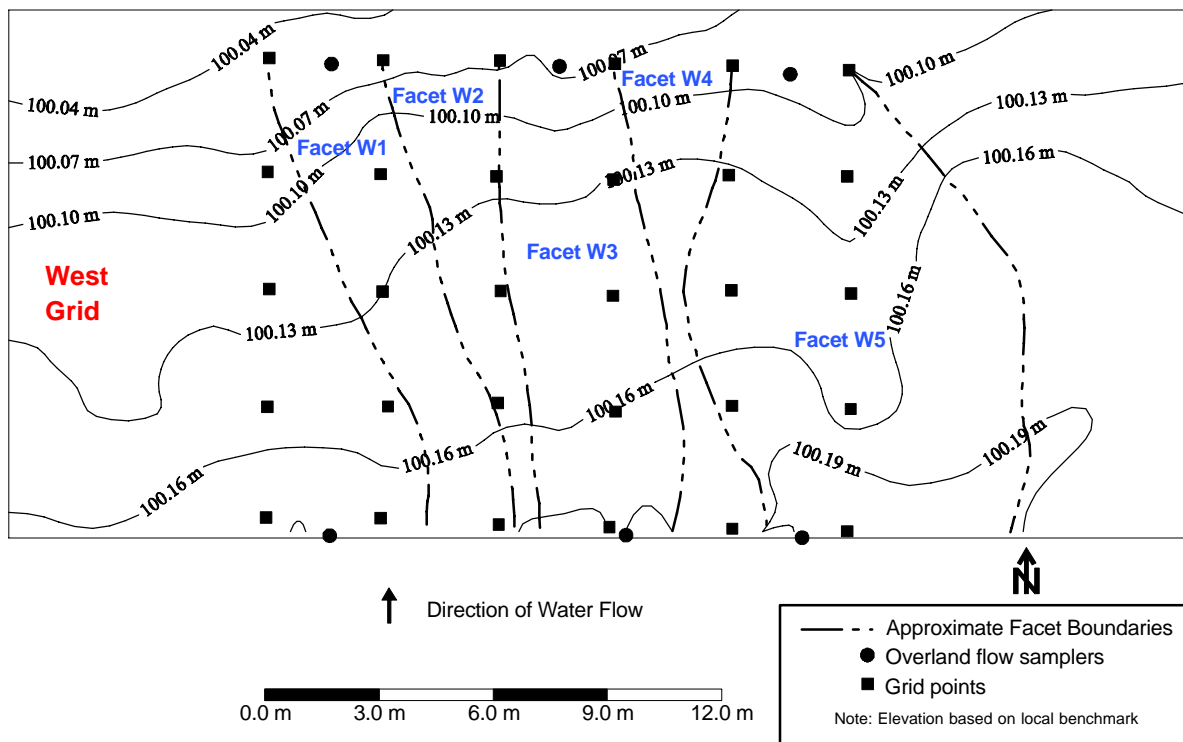 100.04 m
100.07 m
100.10 m
Facet W4
Facet W2
100.04 m
100.07 m
100.10 m
100.10 m
100.13 m
Facet W1
100.07 m
100.16 m
100.10 m
100.13 m
100.13 m
100.10 m
100.13 m
Facet W3
West
Grid
100.16 m
100.13 m
Facet W5
100.16 m
100.19 m
100.16 m
100.19 m
100.16 m
N
Direction of Water Flow
Approximate Facet Boundaries
Overland flow samplers
Grid points
Note: Elevation based on local benchmark
0.0 m 3.0 m 6.0 m 9.0 m 12.0 m